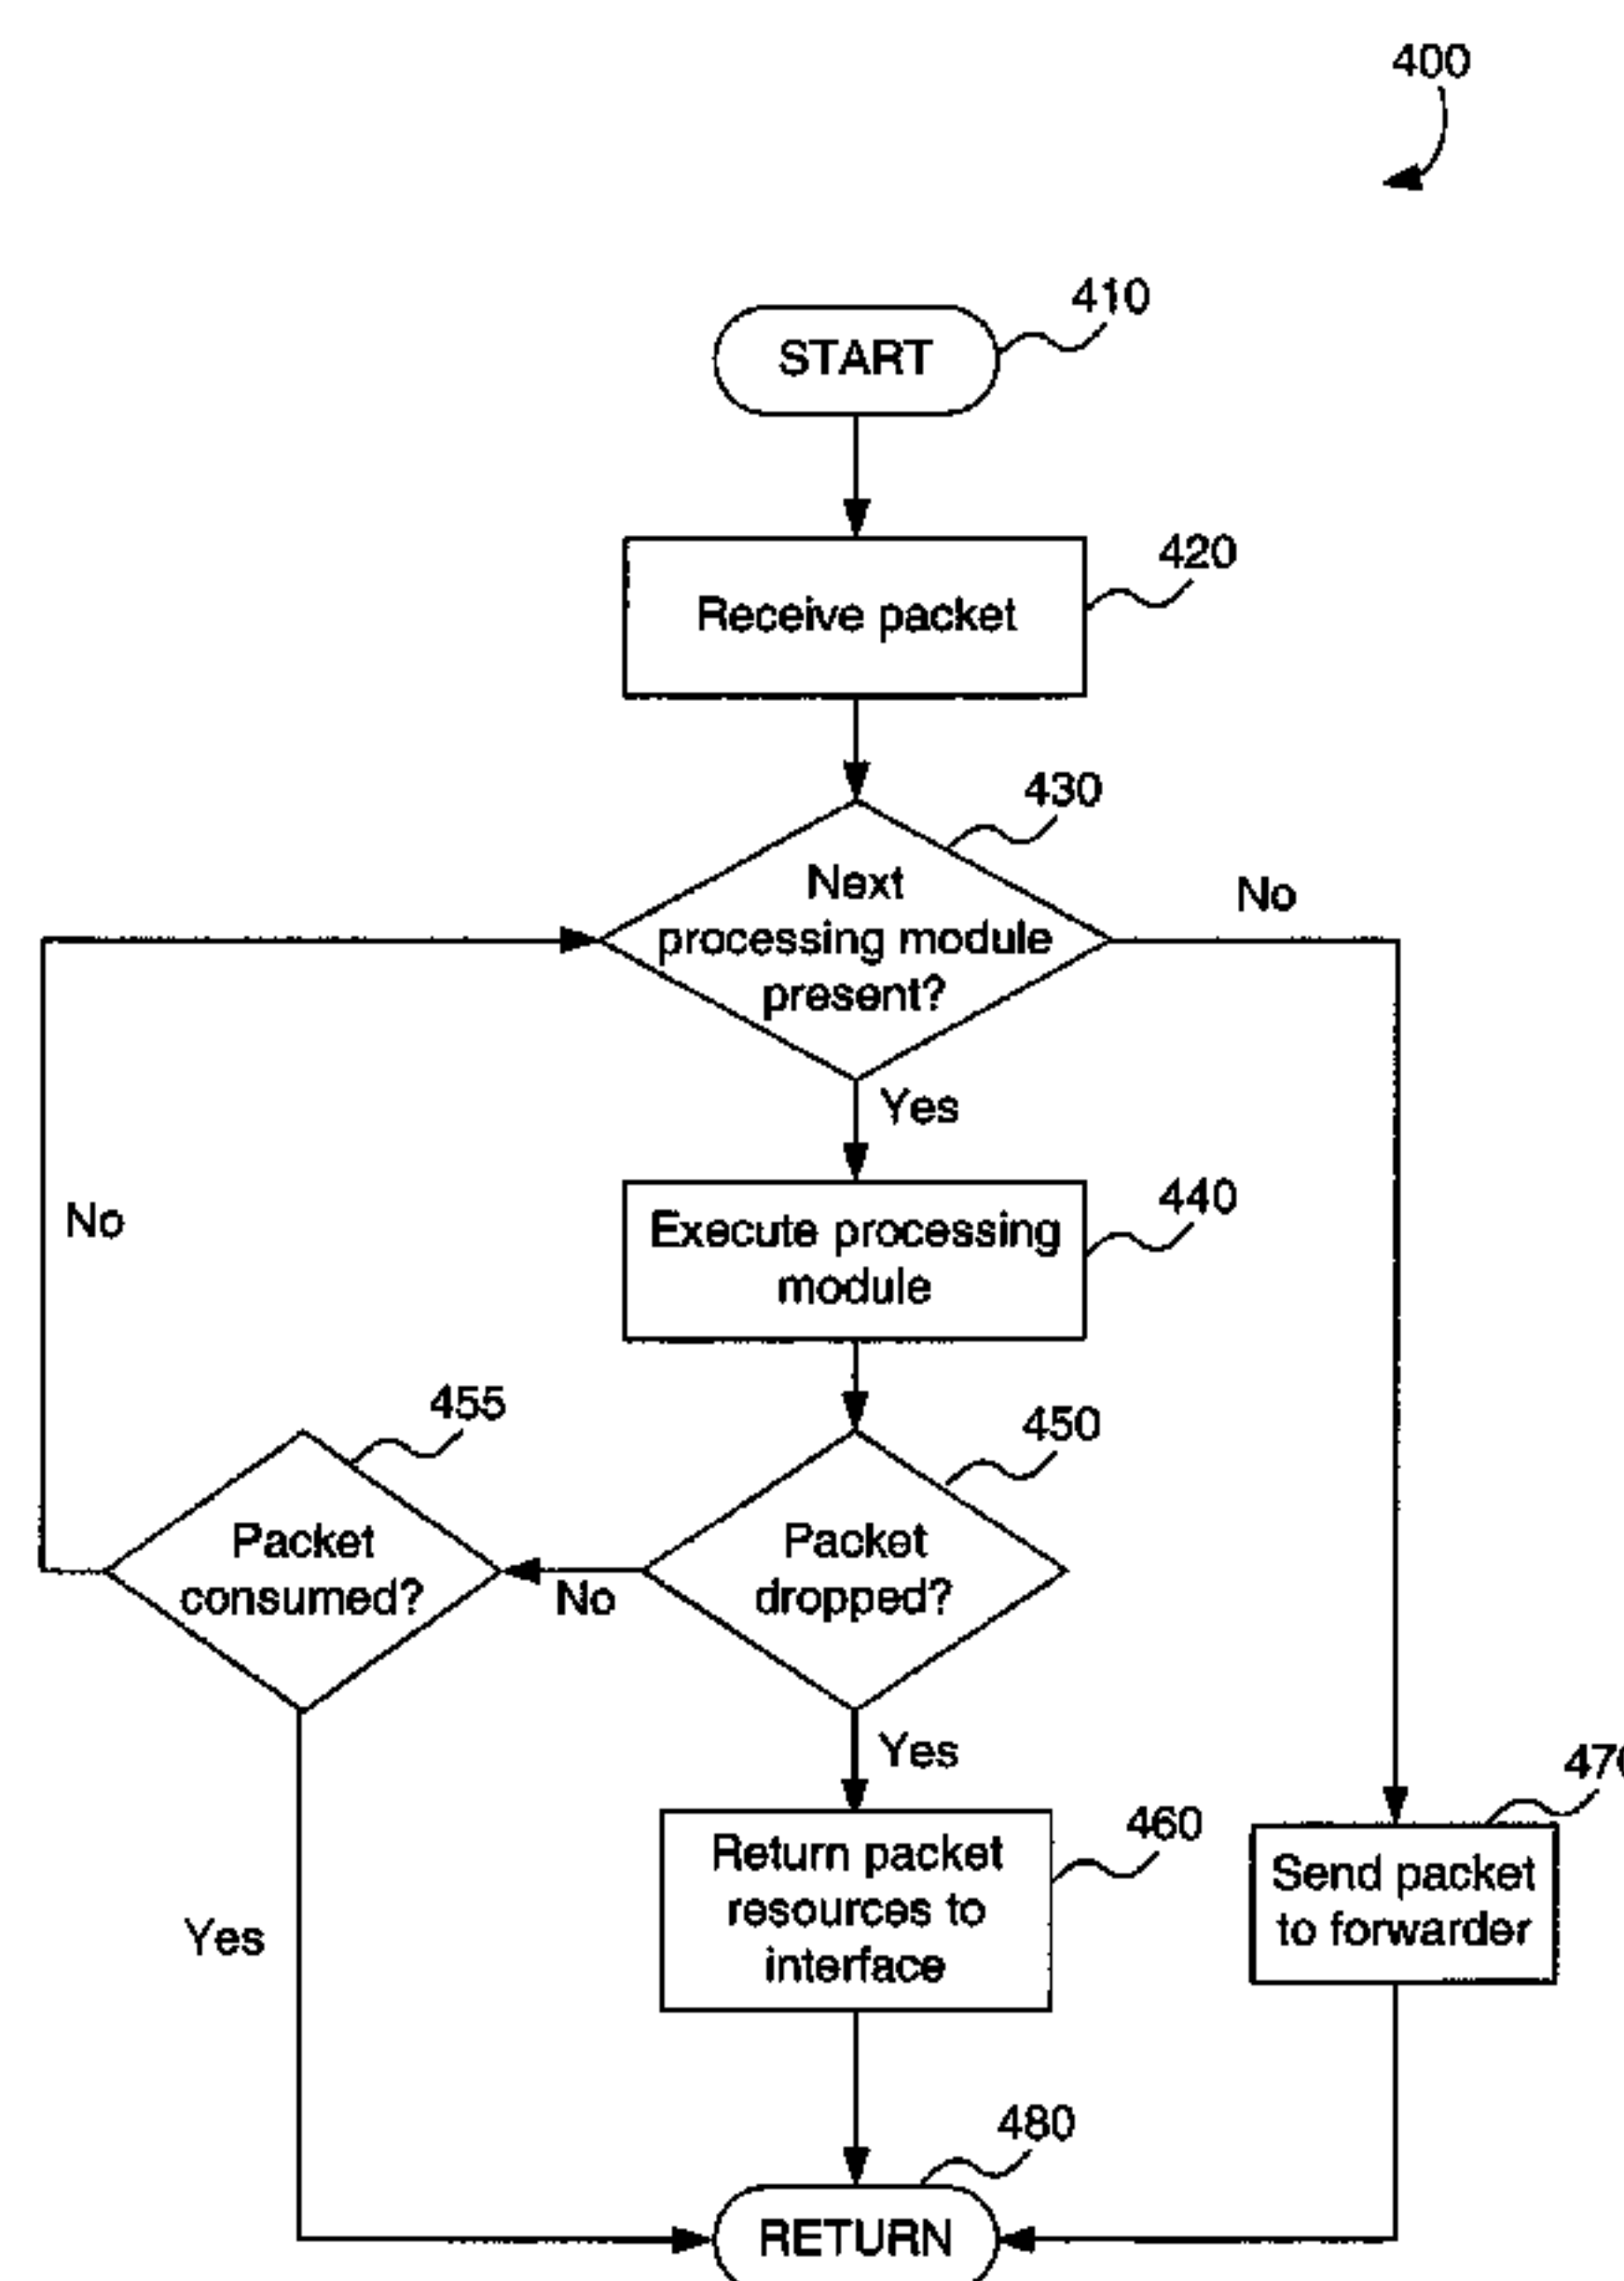 400
410
START
420
Receive packet
430
Next
processing module
present?
No
Yes
440
Execute processing
module
No
455
450
Packet
consumed?
No
Packet
dropped?
Yes
470
460
Return packet
resources to
interface
Send packet
to forwarder
Yes
480
RETURN